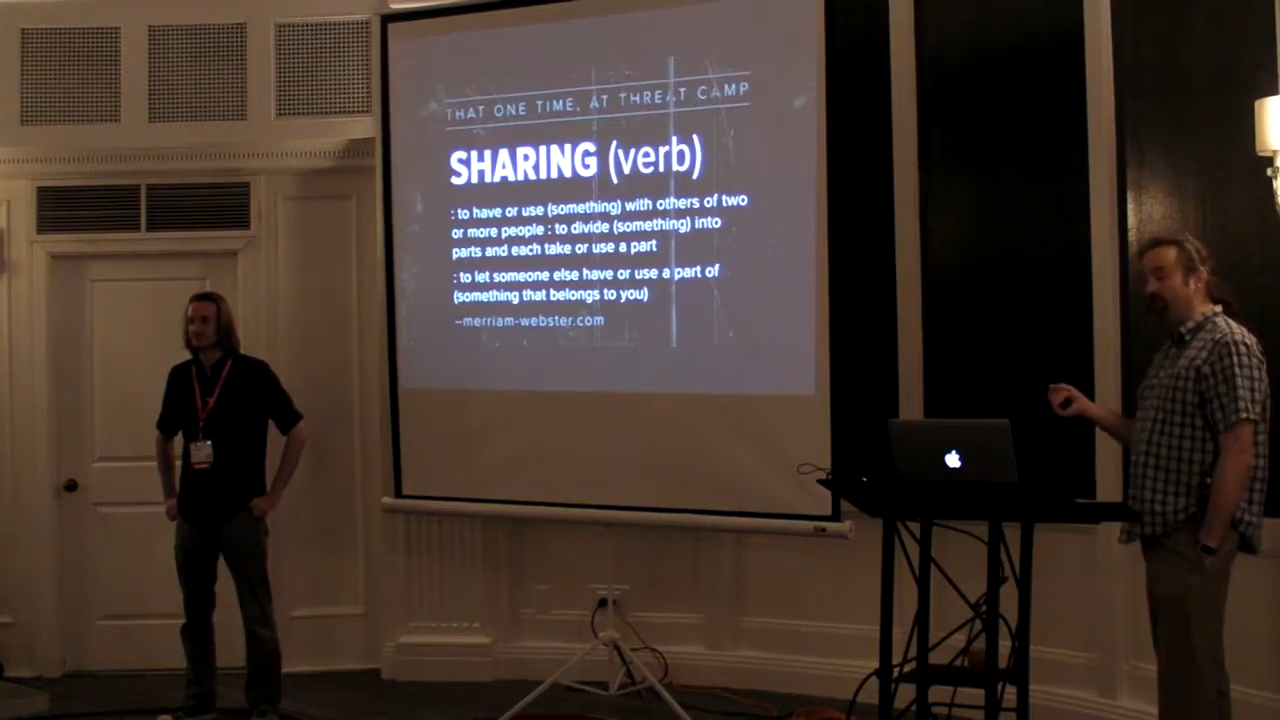 THAT ONE TIME, AT THREAT CAMP
SHARING (verb)
: to have or use (something) with others of two
or more people : to divide (something) into
parts and each take or use a part
: to let someone else have or use a part of
(something that belongs to you)
–merriam-webster.com